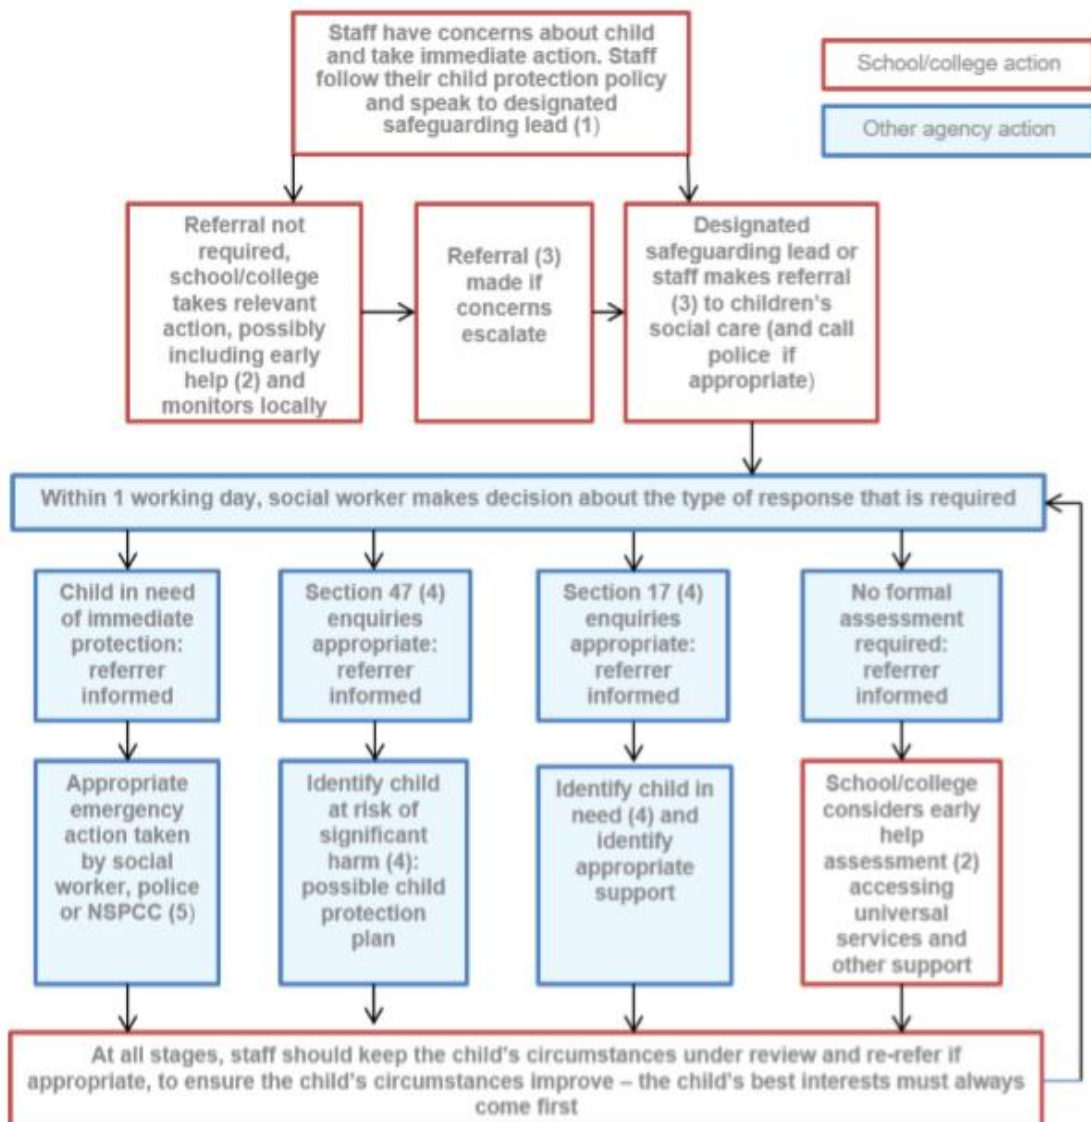 Staff have concerns about child
and take immediate action. Staff
follow their child protection policy
and speak to designated
safeguarding lead (1)
School/college action
Other agency action
Referral not
required,
school/college
takes relevant
action, possibly
including early
help (2) and
monitors locally
Referral (3)
made if
concerns
escalate
Designated
safeguarding lead or
staff makes referral
(3) to children's
social care (and call
police if
appropriate)
Within 1 working day, social worker makes decision about the type of response that is required
Child in need
of immediate
protection:
referrer
informed
Section 47 (4)
enquiries
appropriate:
referrer
informed
Section 17 (4)
enquiries
appropriate:
referrer
informed
No formal
assessment
required:
referrer
informed
Appropriate
emergency
action taken
by social
worker, police
or NSPCC (5)
Identify child
at risk of
significant
harm (4):
possible child
protection
plan
Identify child in
need (4) and
identify
appropriate
support
School/college
considers early
help
assessment (2)
accessing
universal
services and
other support
At all stages, staff should keep the child's circumstances under review and re-refer if
appropriate, to ensure the child's circumstances improve – the child's best interests must always
come first